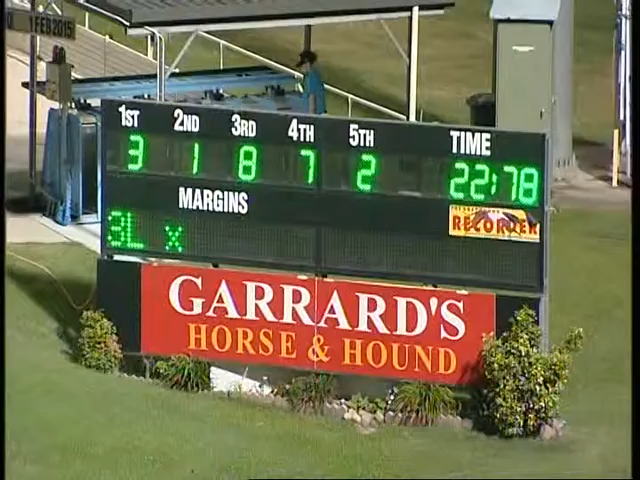 1FEB2015
1ST 2ND 3RD 4TH 5TH TIME
3 1 8 7 2 22:78
MARGINS
RECORDER
3L x
GARRARD'S
HORSE & HOUND